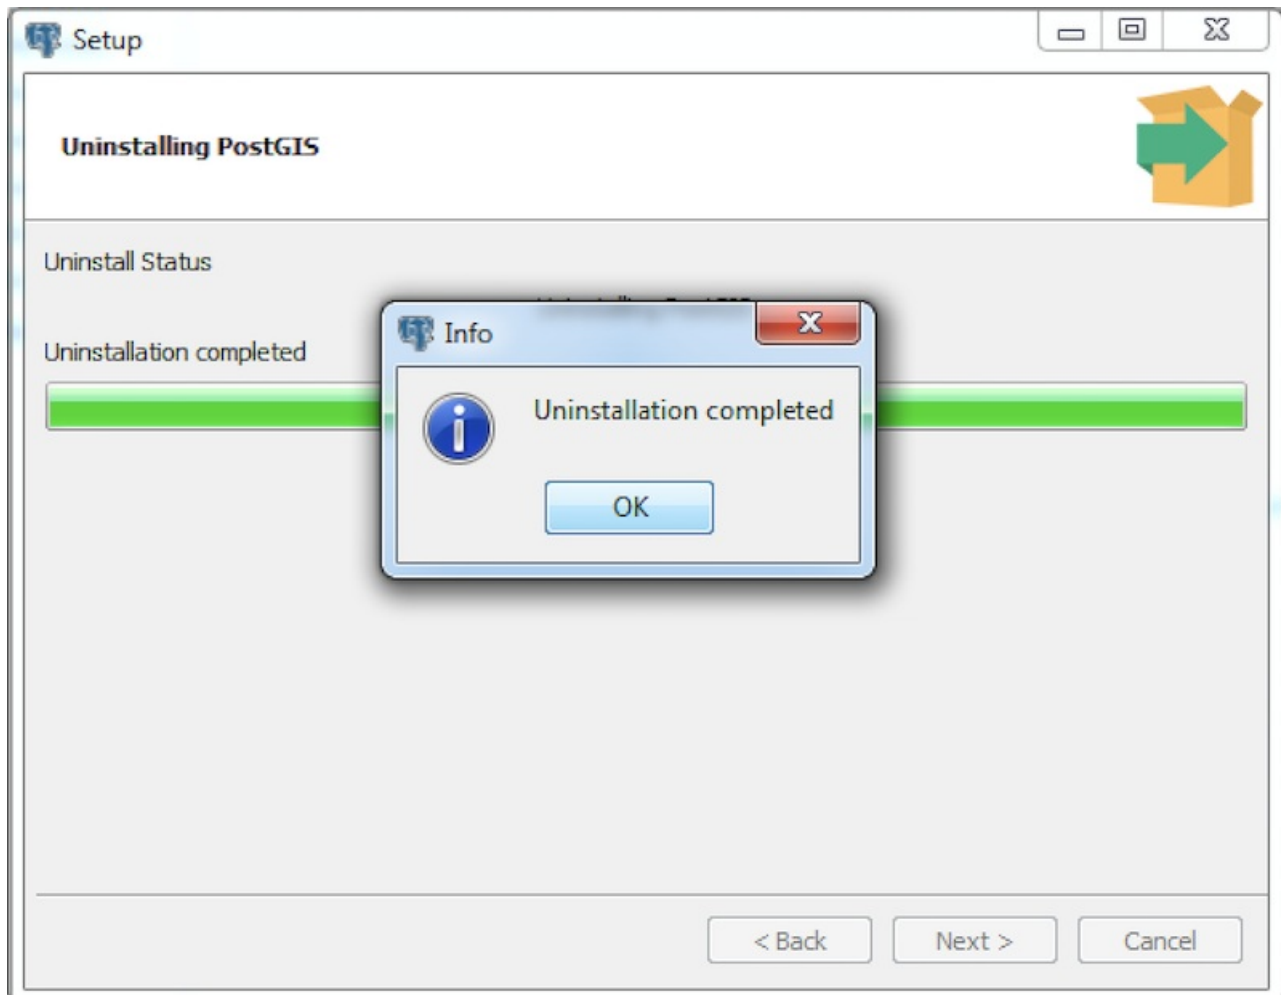 Setup
Uninstalling PostGIS
Uninstall Status
Uninstallation completed
Info
Uninstallation completed
OK
< Back
Next >
Cancel